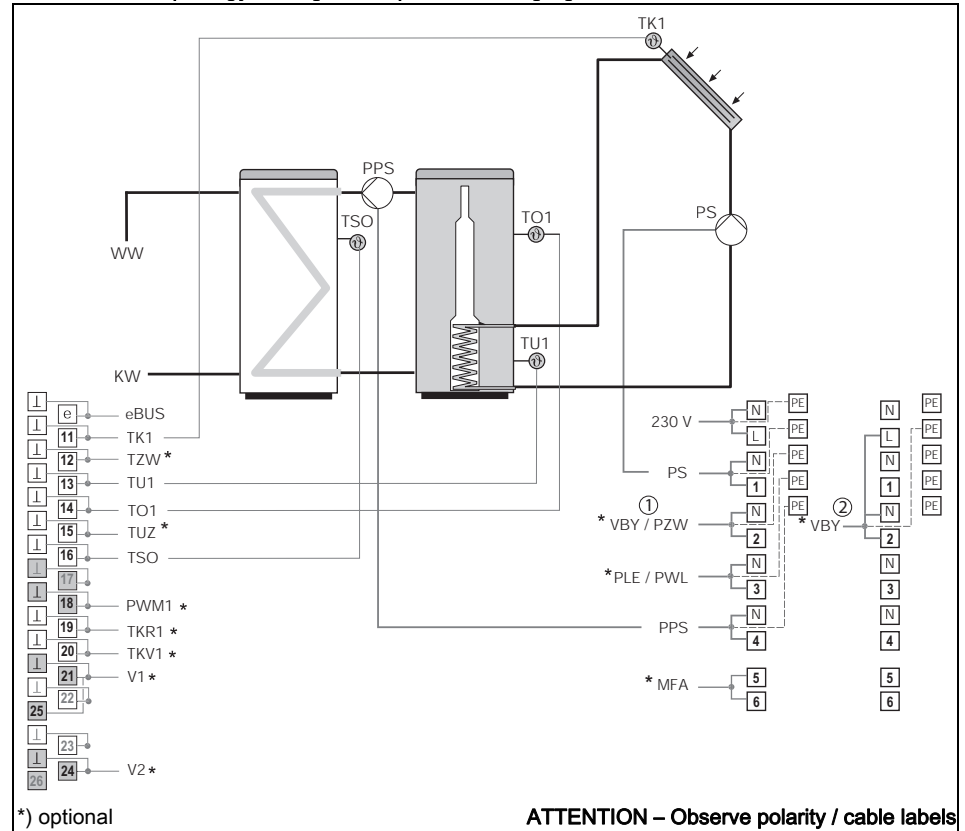 TK1
ϑ
PPS
TSO
ϑ
TO1
ϑ
PS
WW
TU1
ϑ
KW
⊥ e eBUS
⊥ 11 TK1
⊥ 12 TZW *
⊥ 13 TU1
⊥ 14 TO1
⊥ 15 TUZ *
⊥ 16 TSO
⊥ 17
⊥ 18 PWM1 *
⊥ 19 TKR1 *
⊥ 20 TKV1 *
⊥ 21 V1 *
⊥ 22
25
⊥ 23
⊥ 24 V2 *
26
230 V N PE
L PE
PS N PE
1 PE
① * VBY / PZW N PE
2
* PLE / PWL N
3
PPS N
4
* MFA 5
6
N PE
L PE
N PE
1 PE
② * VBY N PE
2
N
3
N
4
5
6
*) optional
ATTENTION – Observe polarity / cable labels